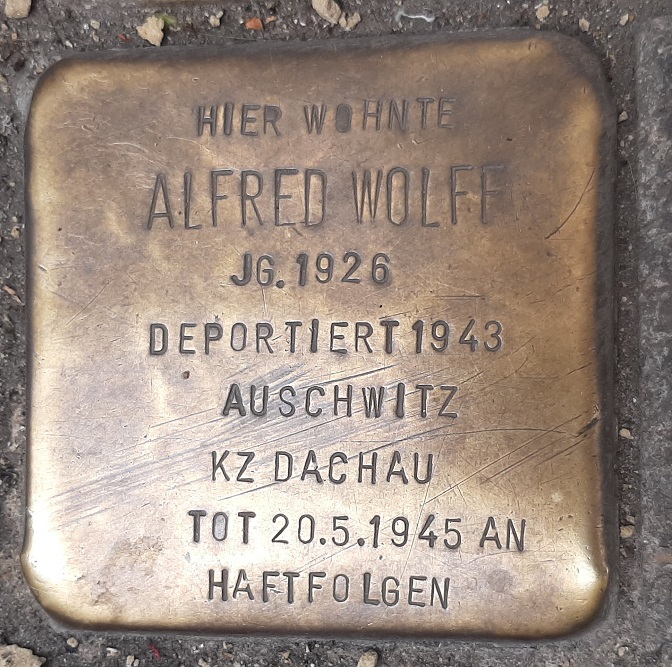 HIER WOHNTE
ALFRED WOLFF
JG. 1926
DEPORTIERT 1943
AUSCHWITZ
KZ DACHAU
TOT 20.5.1945 AN
HAFTFOLGEN